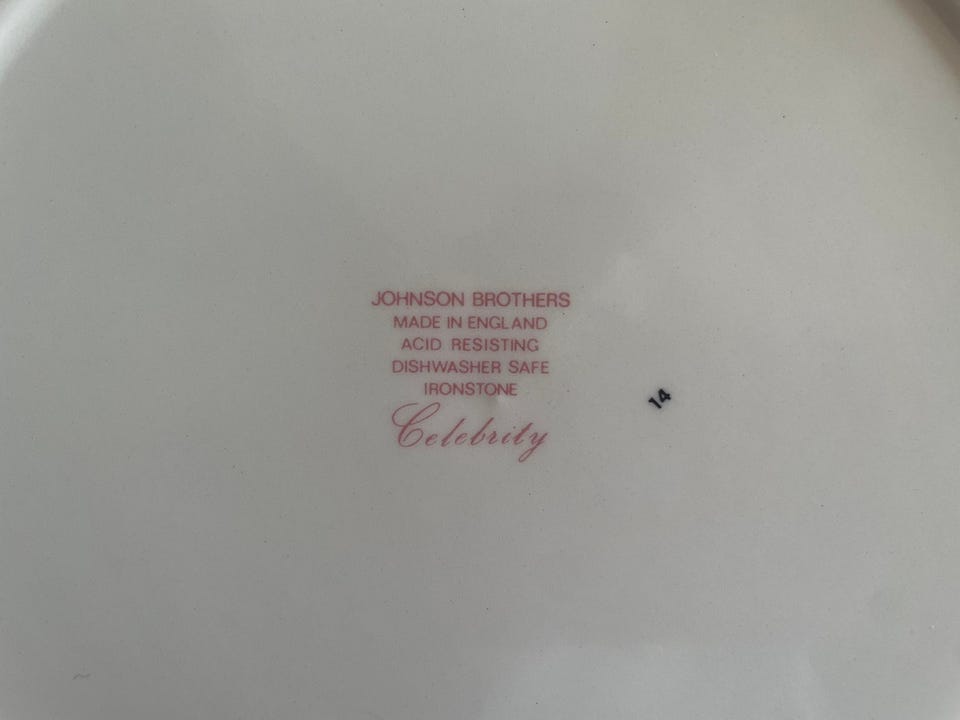 JOHNSON BROTHERS
MADE IN ENGLAND
ACID RESISTING
DISHWASHER SAFE
IRONSTONE
Celebrity
14